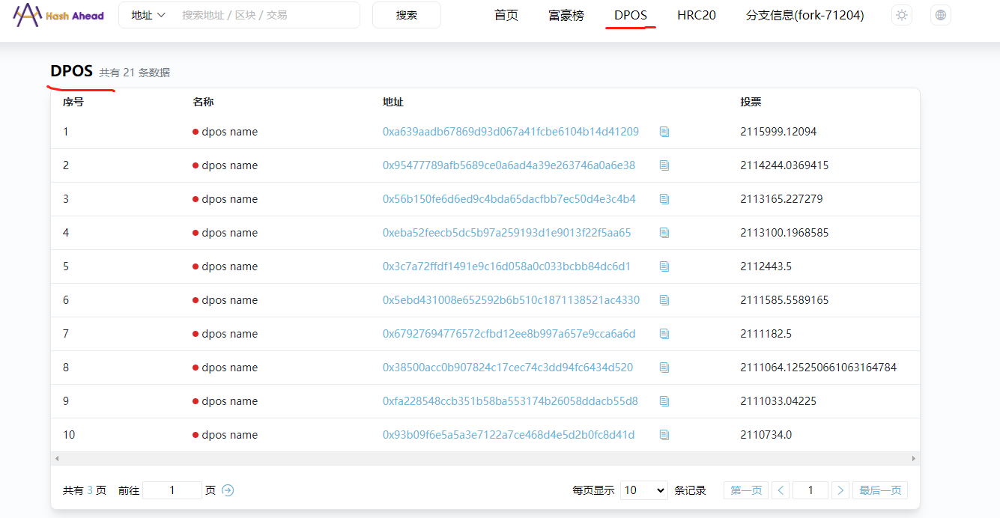 Hash Ahead 地址 搜索地址 / 区块 / 交易 搜索 首页 富豪榜 DPOS HRC20 分支信息(fork-71204)
DPOS 共有 21 条数据
序号 名称 地址 投票
1 dpos name 0xa639aadb67869d93d067a41fcbe6104b14d41209 2115999.12094
2 dpos name 0x95477789afb5689ce0a6ad4a39e263746a0a6e38 2114244.0369415
3 dpos name 0x56b150fe6d6ed9c4bda65dacfbb7ec50d4e3c4b4 2113165.227279
4 dpos name 0xeba52feecb5dc5b97a259193d1e9013f22f5aa65 2113100.1968585
5 dpos name 0x3c7a72ffdf1491e9c16d058a0c033bcbb84dc6d1 2112443.5
6 dpos name 0x5ebd431008e652592b6b510c1871138521ac4330 2111585.5589165
7 dpos name 0x67927694776572cfbd12ee8b997a657e9cca6a6d 2111182.5
8 dpos name 0x38500acc0b907824c17cec74c3dd94fc6434d520 2111064.125250661063164784
9 dpos name 0xfa228548ccb351b58ba553174b26058ddacb55d8 2111033.04225
10 dpos name 0x93b09f6e5a5a3e7122a7ce468d4e5d2b0fc8d41d 2110734.0
共有 3 页 前往 1 页 每页显示 10 条记录 第一页 1 最后一页